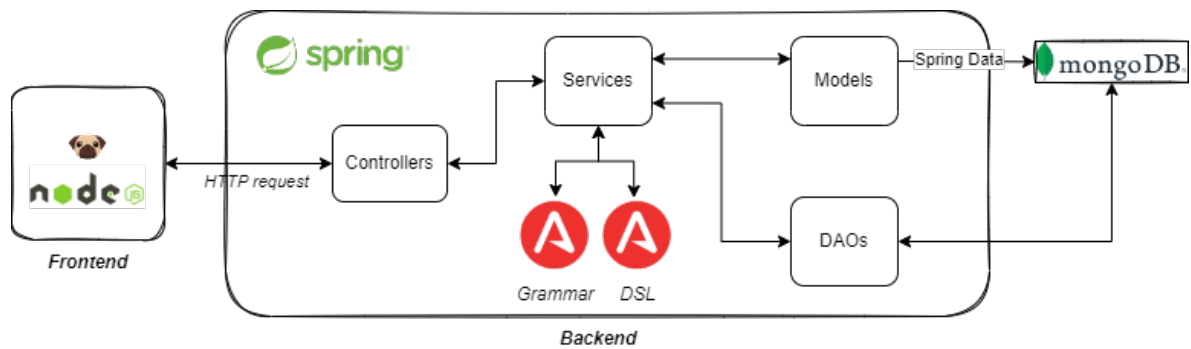 spring
Services
Models
Spring Data
mongoDB
Controllers
node
JS
HTTP request
DAOs
Frontend
Grammar
DSL
Backend